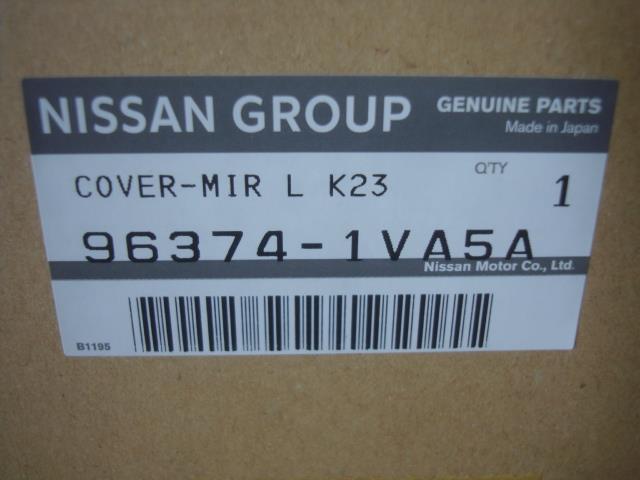 NISSAN GROUP GENUINE PARTS
Made in Japan
COVER-MIR L K23 Q'TY 1
96374-1VA5A
Nissan Motor Co., Ltd.
B1195